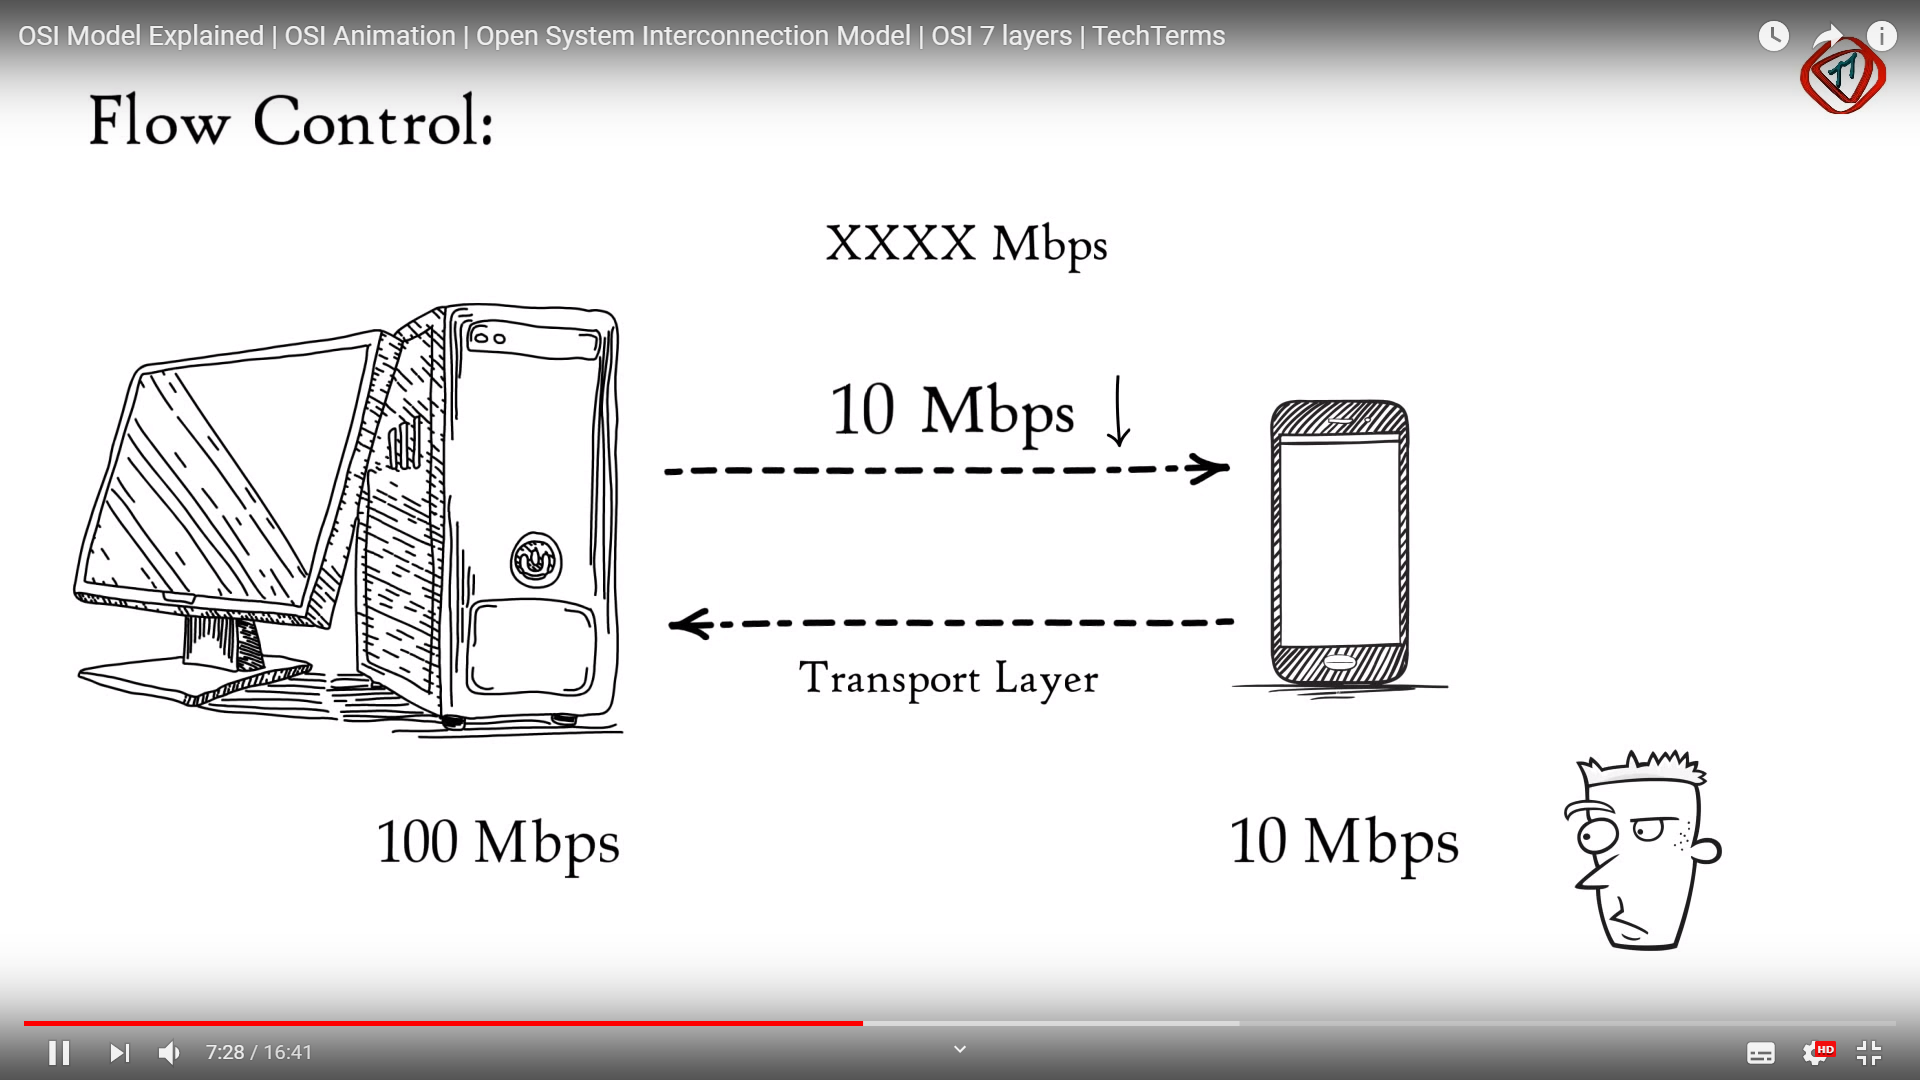 OSI Model Explained | OSI Animation | Open System Interconnection Model | OSI 7 layers | TechTerms
Flow Control:
XXXX Mbps
10 Mbps
Transport Layer
100 Mbps
10 Mbps
7:28 / 16:41
HD